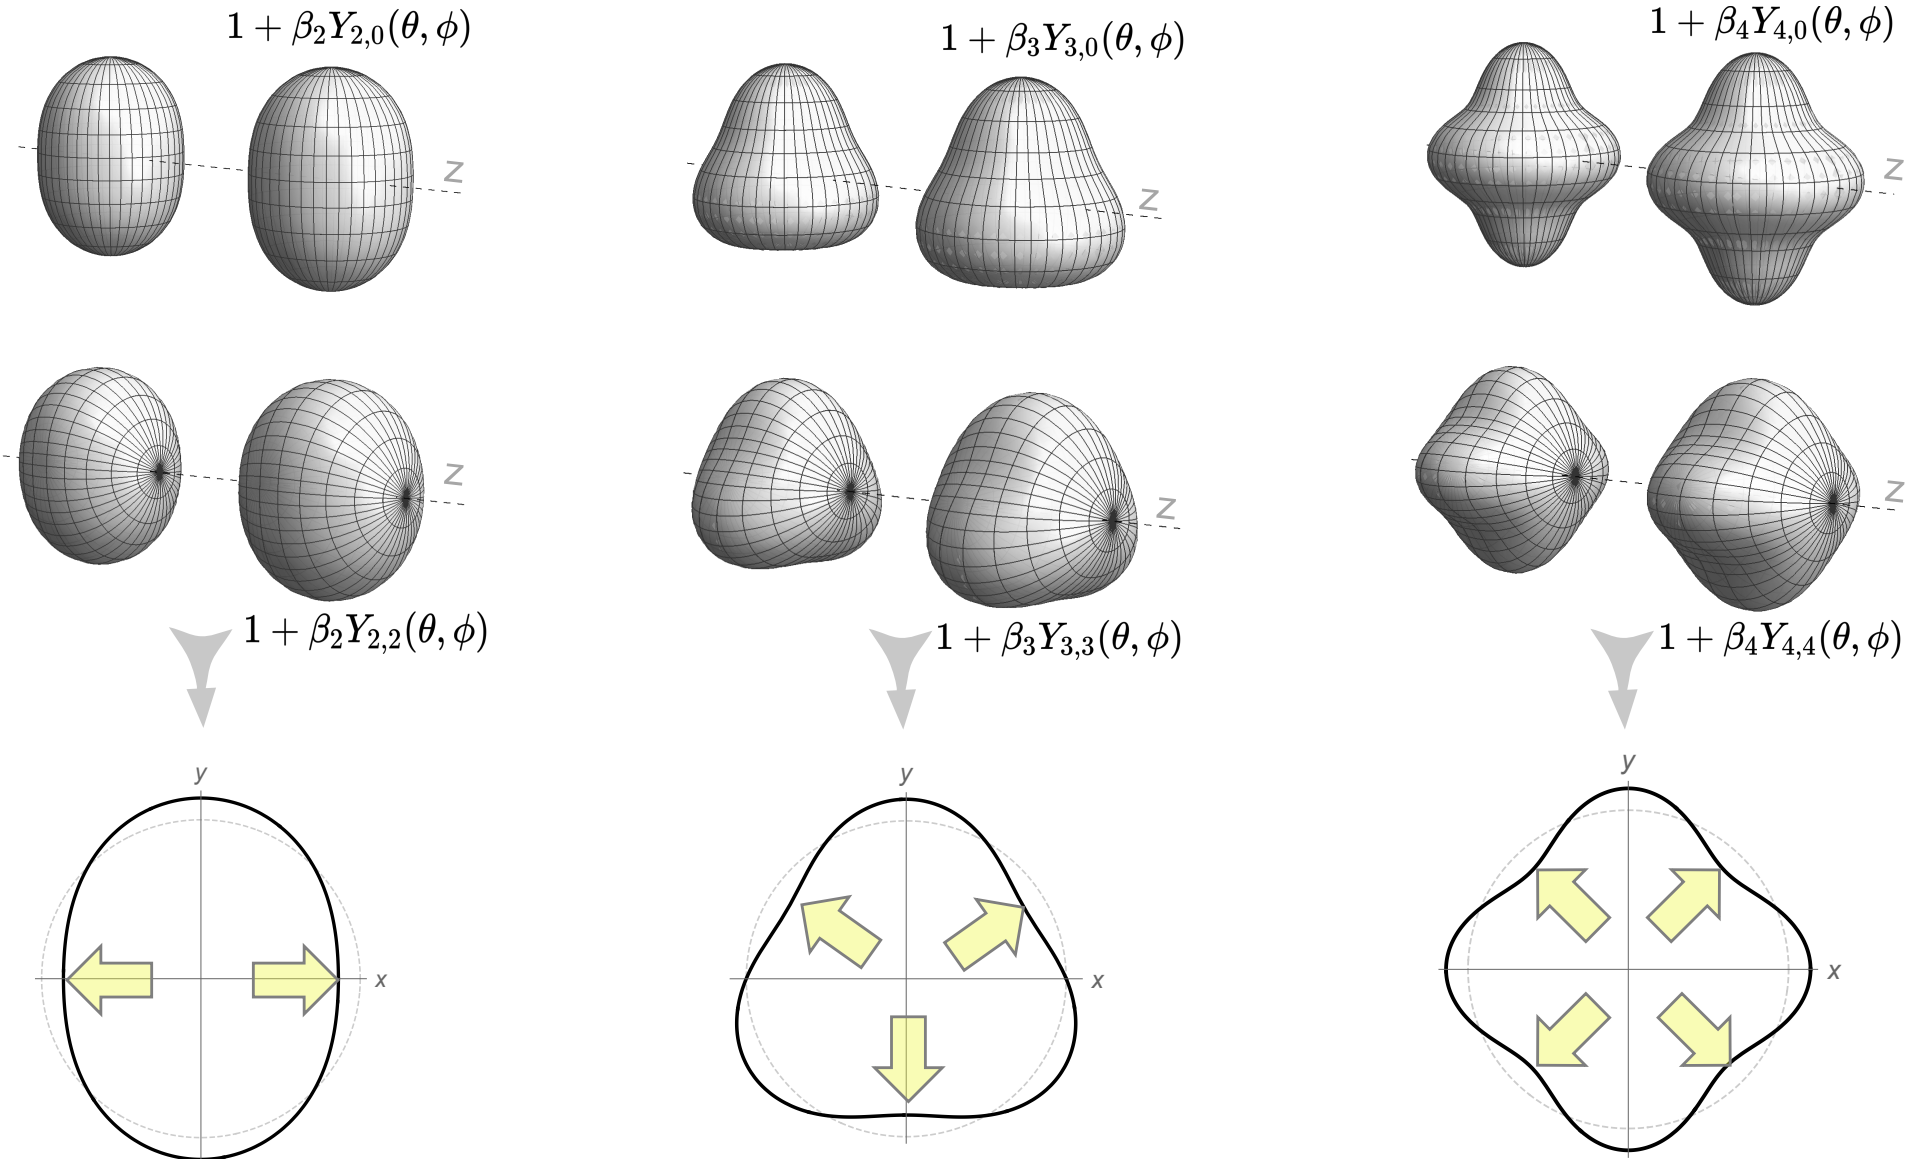 1 + β₂Y₂,₀(θ, ϕ)
1 + β₃Y₃,₀(θ, ϕ)
1 + β₄Y₄,₀(θ, ϕ)
z
z
z
z
z
z
1 + β₂Y₂,₂(θ, ϕ)
1 + β₃Y₃,₃(θ, ϕ)
1 + β₄Y₄,₄(θ, ϕ)
y
y
y
x
x
x